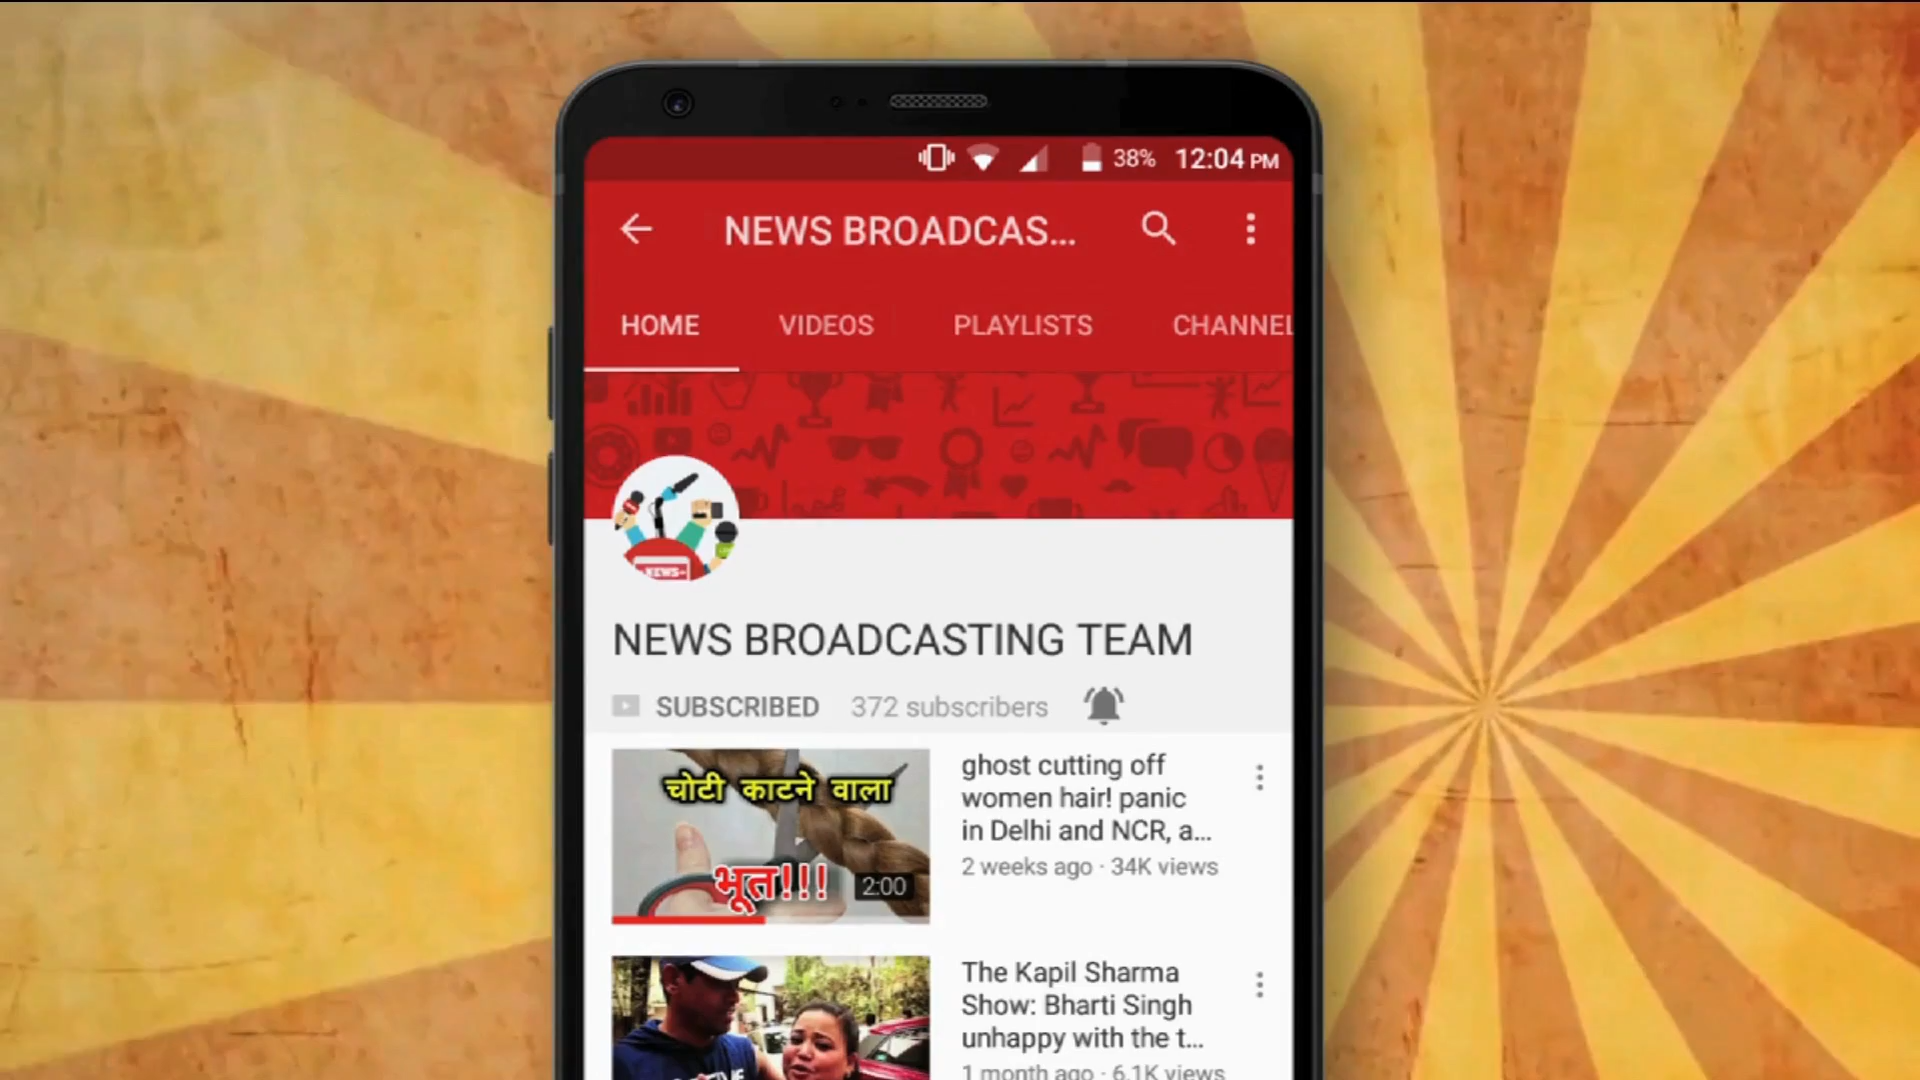 38% 12:04 PM
NEWS BROADCAS...
HOME VIDEOS PLAYLISTS CHANNEL
NEWS
NEWS BROADCASTING TEAM
SUBSCRIBED 372 subscribers
चोटी काटने वाला
भूत!!!
2:00
ghost cutting off
women hair! panic
in Delhi and NCR, a...
2 weeks ago · 34K views
The Kapil Sharma
Show: Bharti Singh
unhappy with the t...
1 month ago · 6.1K views